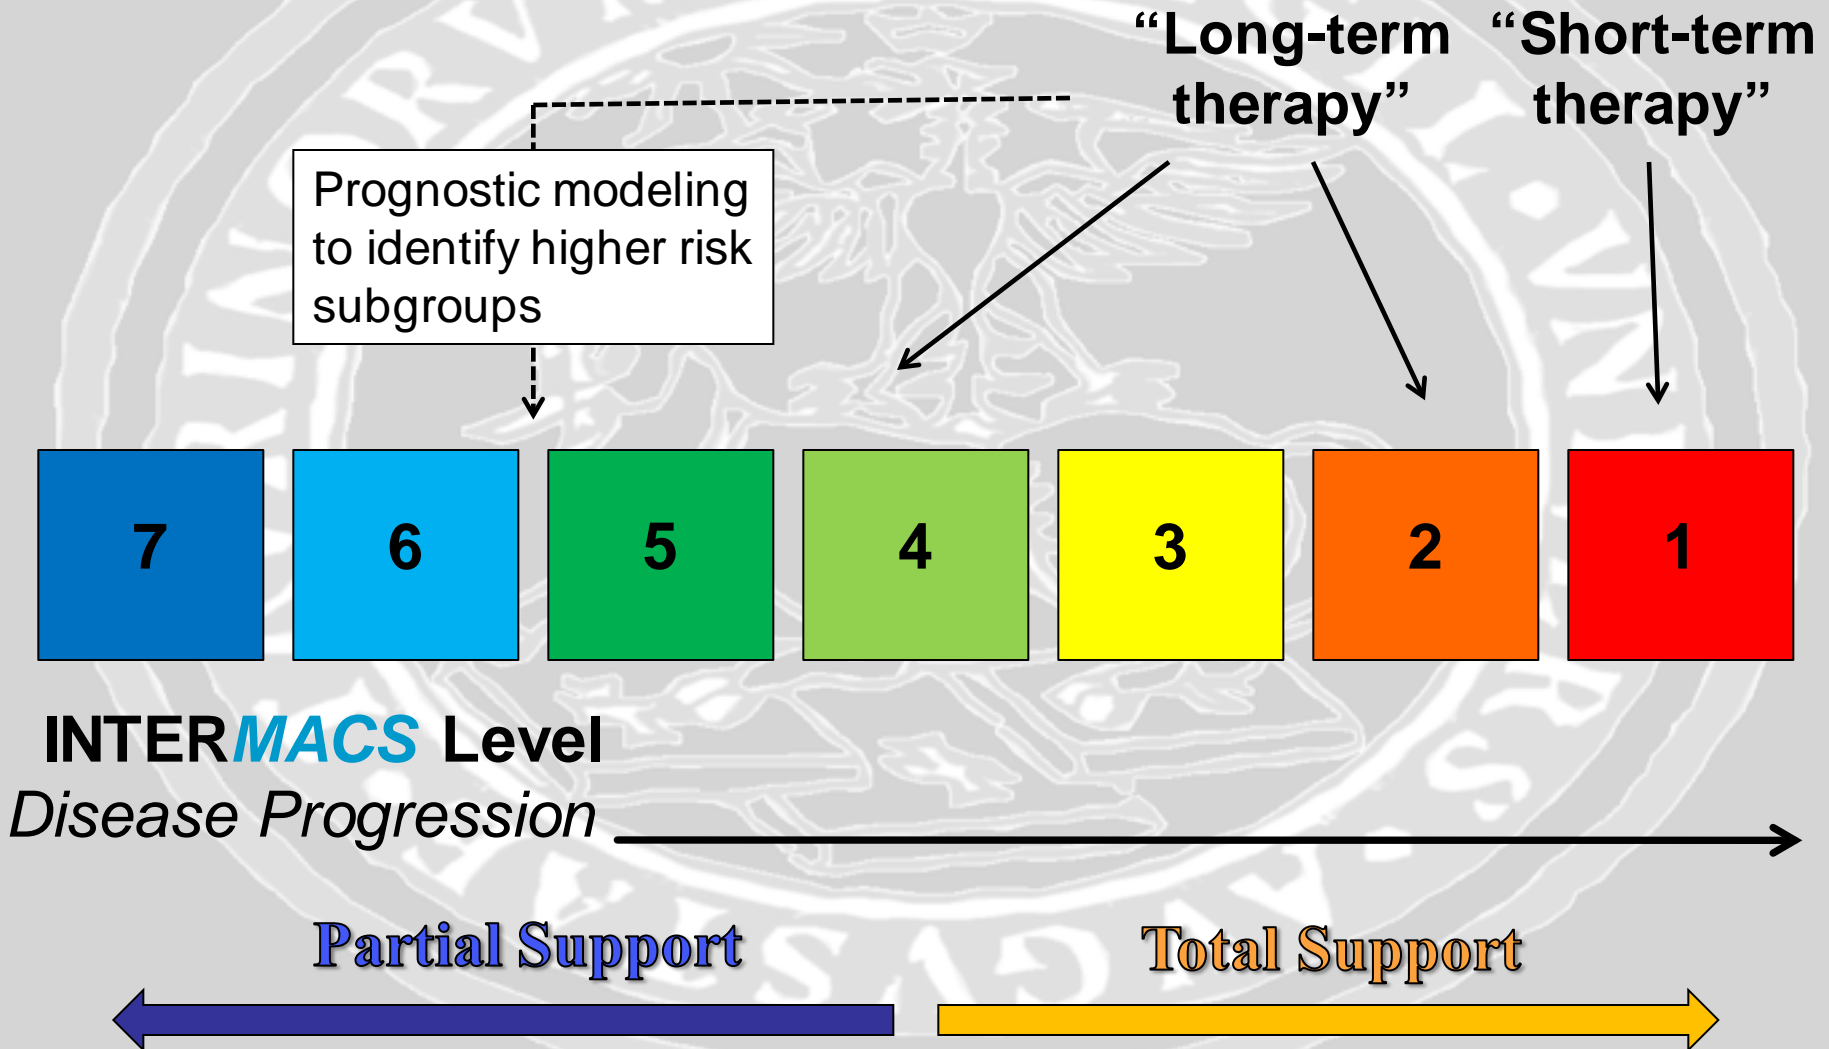 “Long-term
therapy”
“Short-term
therapy”
Prognostic modeling
to identify higher risk
subgroups
7 6 5 4 3 2 1
INTERMACS Level
Disease Progression
Partial Support
Total Support